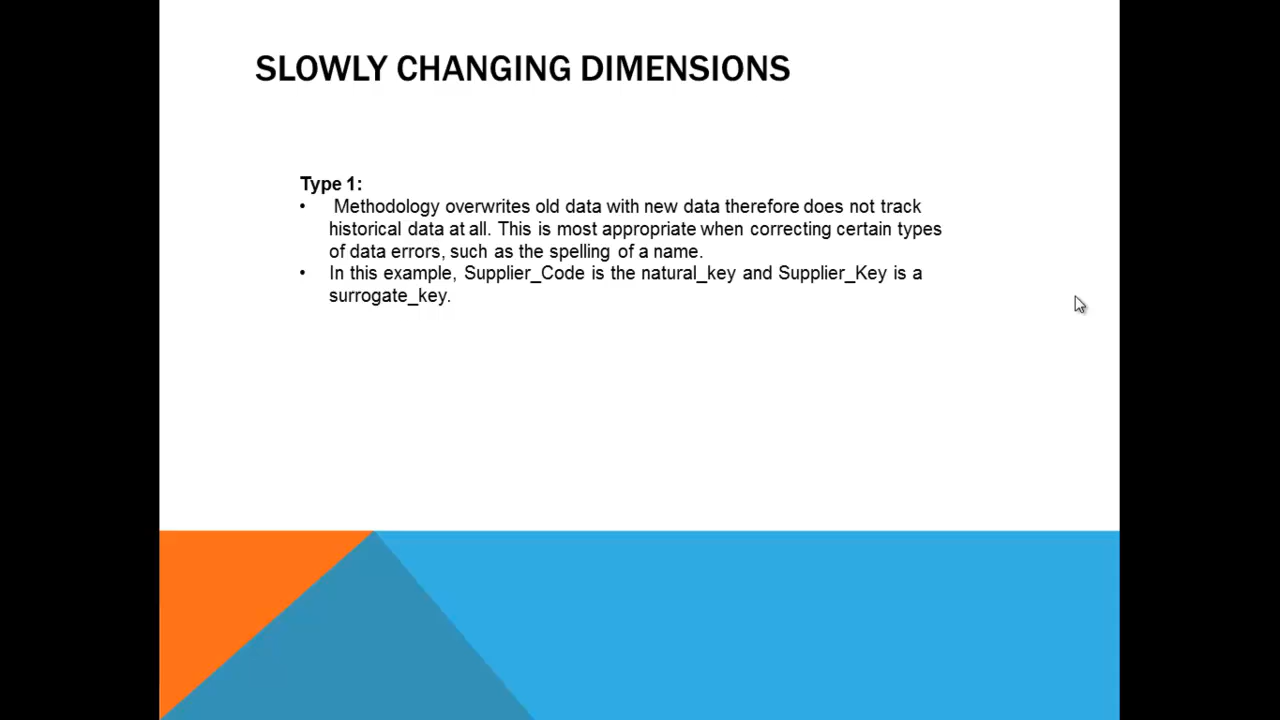 SLOWLY CHANGING DIMENSIONS
Type 1:
• Methodology overwrites old data with new data therefore does not track
historical data at all. This is most appropriate when correcting certain types
of data errors, such as the spelling of a name.
• In this example, Supplier_Code is the natural_key and Supplier_Key is a
surrogate_key.